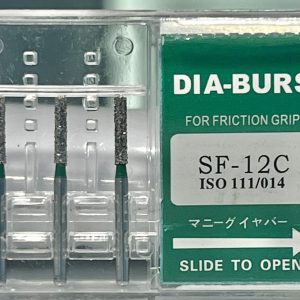 DIA-BURS
FOR FRICTION GRIP
SF-12C
ISO 111/014
マニーダイヤバー
SLIDE TO OPEN